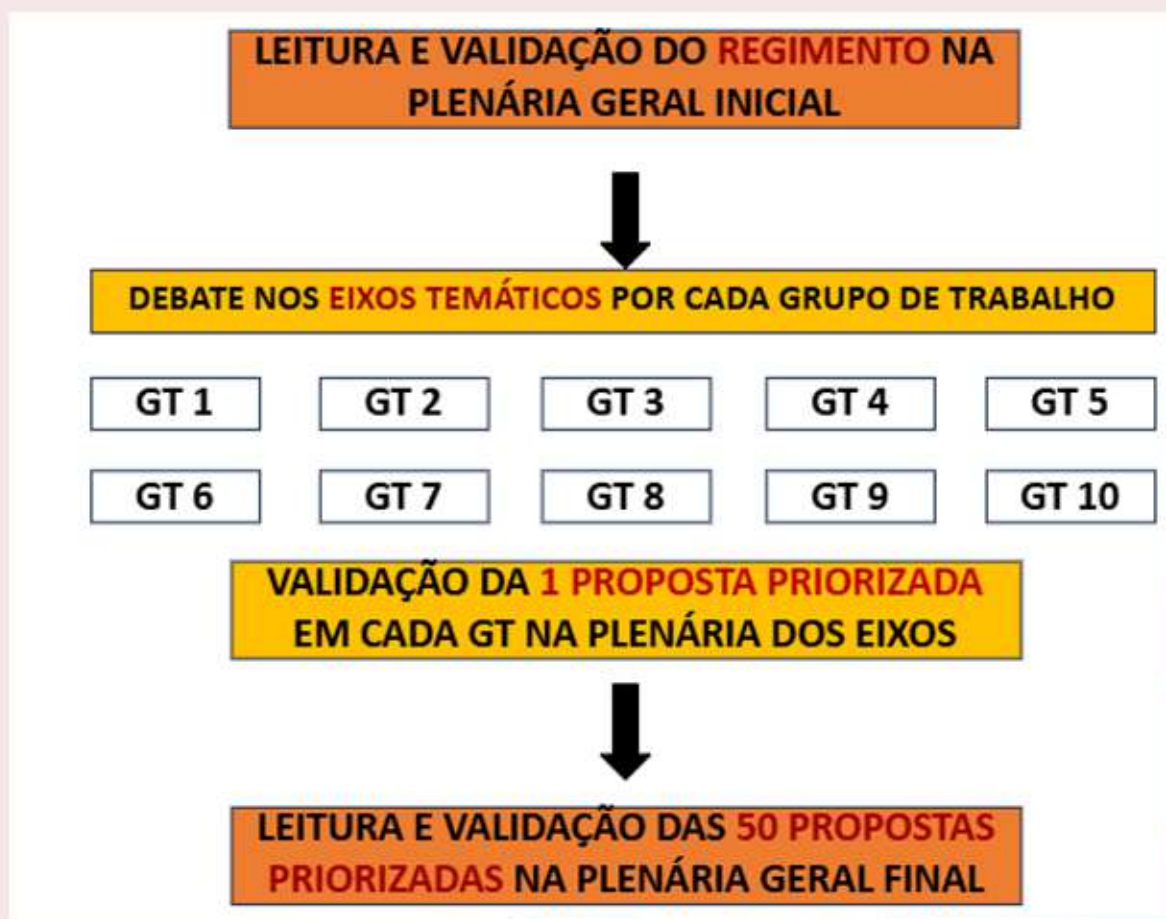 LEITURA E VALIDAÇÃO DO REGIMENTO NA
PLENÁRIA GERAL INICIAL
DEBATE NOS EIXOS TEMÁTICOS POR CADA GRUPO DE TRABALHO
GT 1
GT 2
GT 3
GT 4
GT 5
GT 6
GT 7
GT 8
GT 9
GT 10
VALIDAÇÃO DA 1 PROPOSTA PRIORIZADA
EM CADA GT NA PLENÁRIA DOS EIXOS
LEITURA E VALIDAÇÃO DAS 50 PROPOSTAS
PRIORIZADAS NA PLENÁRIA GERAL FINAL